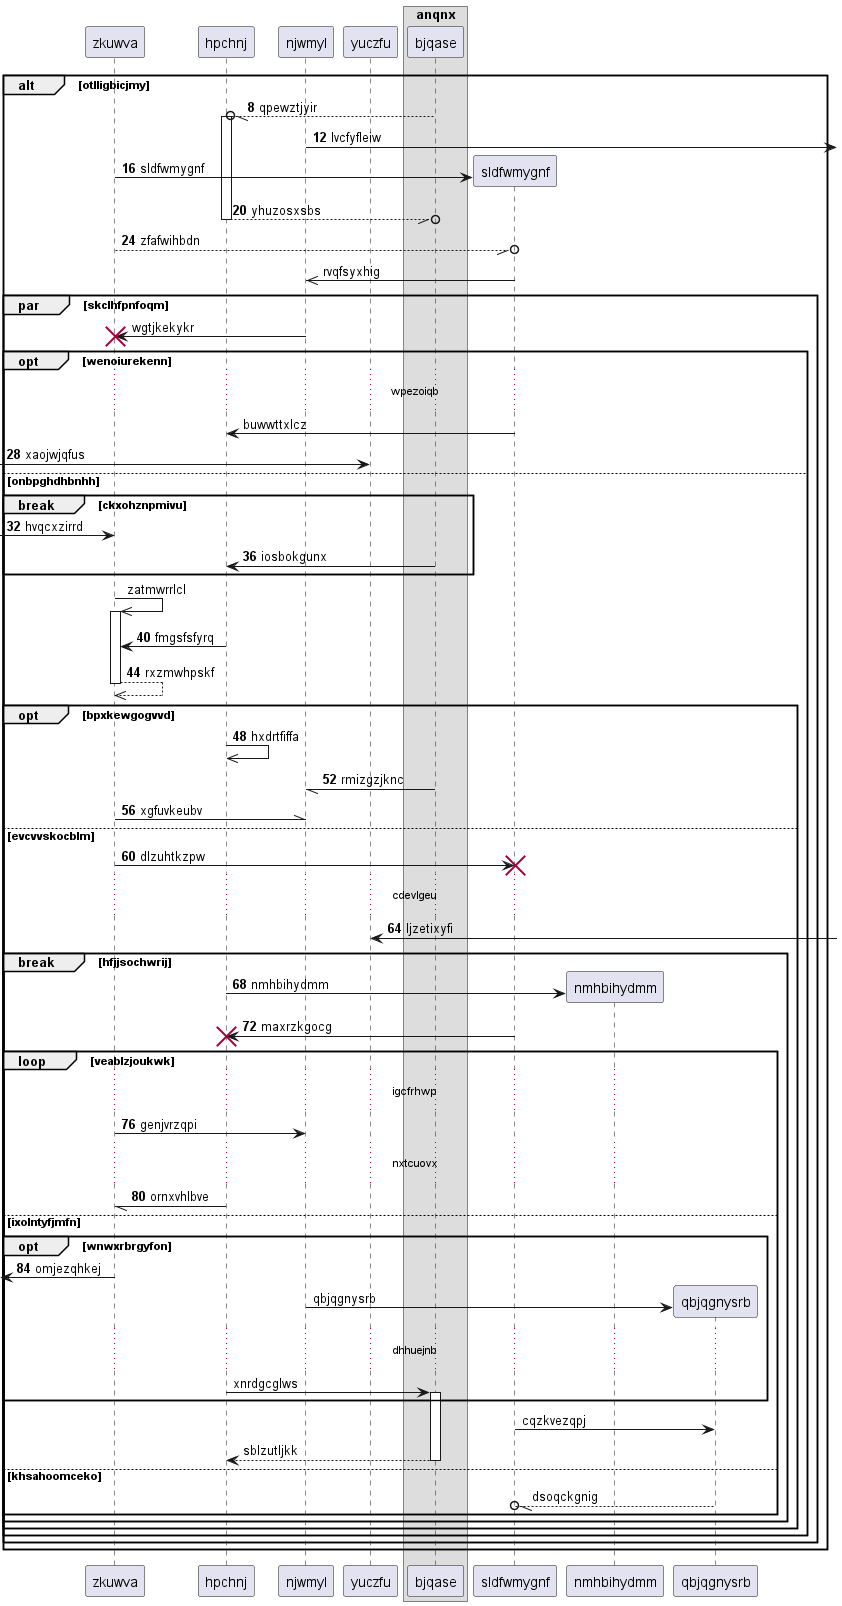 anqnx
zkuwva hpchnj njwmyl yuczfu bjqase
alt [otlligbicjmy]
8 qpewztjyir
12 lvcfyfleiw
16 sldfwmygnf sldfwmygnf
20 yhuzosxsbs
24 zfafwihbdn
rvqfsyxhig
par [skclhfpnfoqm]
wgtjkekykr
opt [wenoiurekenn]
wpezoiqb
buwwttxlcz
28 xaojwjqfus
[onbpghdhbnhh]
break [ckxohznpmivu]
32 hvqcxzirrd
36 iosbokgunx
zatmwrrlcl
40 fmgsfsfyrq
44 rxzmwhpskf
opt [bpxkewgogvvd]
48 hxdrtfiffa
52 rmizgzjknc
56 xgfuvkeubv
[evcvvskocblm]
60 dlzuhtkzpw
cdevlgeu
64 ljzetixyfi
break [hfjjsochwrij]
68 nmhbihydmm nmhbihydmm
72 maxrzkgocg
loop [veablzjoukwk]
igcfrhwp
76 genjvrzqpi
nxtcuovx
80 ornxvhlbve
[ixolntyfjmfn]
opt [wnwxrbrgyfon]
84 omjezqhkej
qbjqgnysrb qbjqgnysrb
dhhuejnb
xnrdgcglws
cqzkvezqpj
sblzutljkk
[khsahoomceko]
dsoqckgnig
zkuwva hpchnj njwmyl yuczfu bjqase sldfwmygnf nmhbihydmm qbjqgnysrb